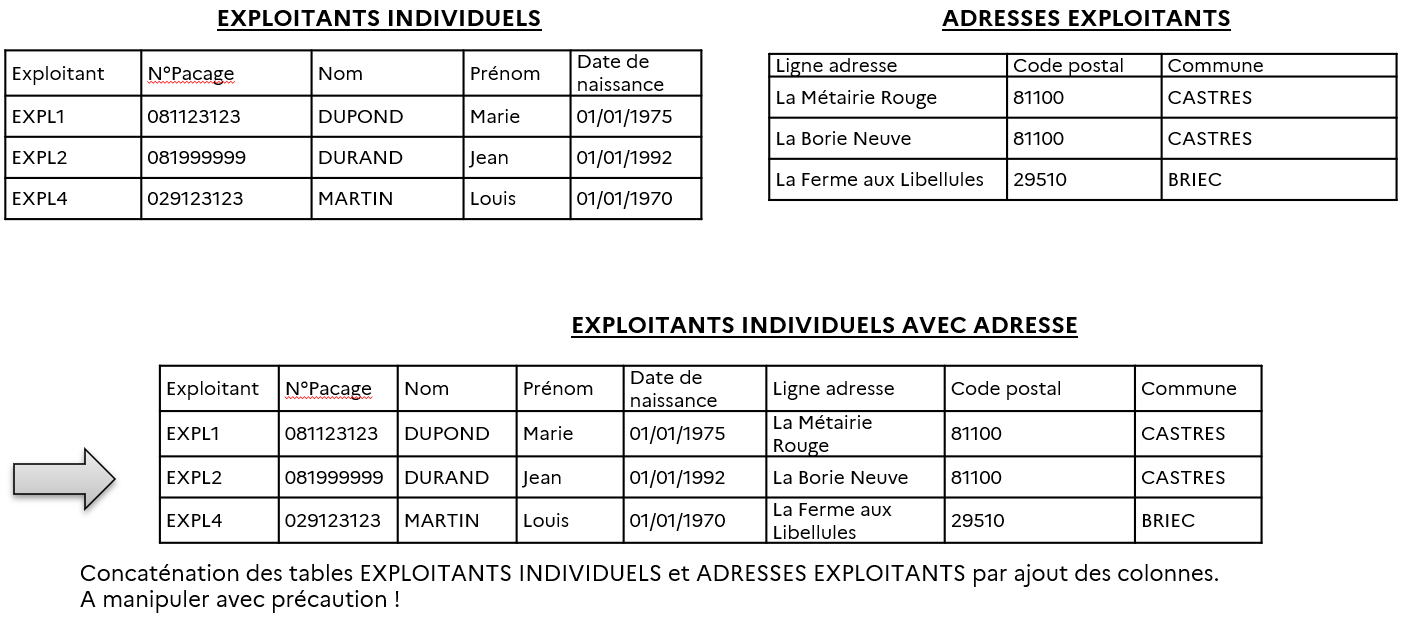 EXPLOITANTS INDIVIDUELS
Exploitant N°Pacage Nom Prénom Date de naissance
EXPL1 081123123 DUPOND Marie 01/01/1975
EXPL2 081999999 DURAND Jean 01/01/1992
EXPL4 029123123 MARTIN Louis 01/01/1970
ADRESSES EXPLOITANTS
Ligne adresse Code postal Commune
La Métairie Rouge 81100 CASTRES
La Borie Neuve 81100 CASTRES
La Ferme aux Libellules 29510 BRIEC
EXPLOITANTS INDIVIDUELS AVEC ADRESSE
Exploitant N°Pacage Nom Prénom Date de naissance Ligne adresse Code postal Commune
EXPL1 081123123 DUPOND Marie 01/01/1975 La Métairie Rouge 81100 CASTRES
EXPL2 081999999 DURAND Jean 01/01/1992 La Borie Neuve 81100 CASTRES
EXPL4 029123123 MARTIN Louis 01/01/1970 La Ferme aux Libellules 29510 BRIEC
Concaténation des tables EXPLOITANTS INDIVIDUELS et ADRESSES EXPLOITANTS par ajout des colonnes.
A manipuler avec précaution !